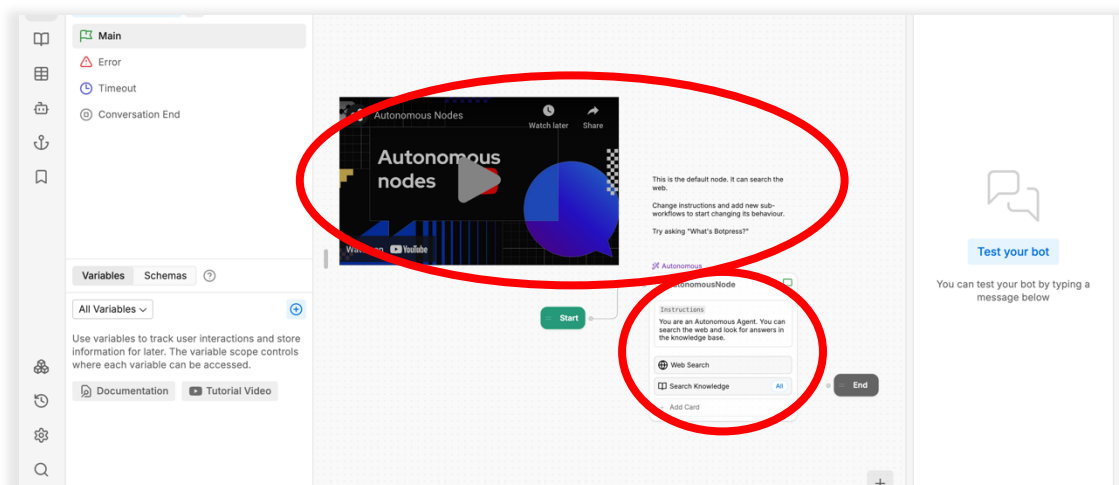 Main
Error
Timeout
Conversation End
Variables
Schemas
All Variables
Use variables to track user interactions and store
information for later. The variable scope controls
where each variable can be accessed.
Documentation
Tutorial Video
Autonomous Nodes
Watch later
Share
Autonomous
nodes
YouTube
This is the default node. It can search the
web.
Change instructions and add new sub-
workflows to start changing its behaviour.
Try asking "What's Botpress?"
Start
Autonomous
Instructions
You are an Autonomous Agent. You can
search the web and look for answers in
the knowledge base.
Web Search
Search Knowledge
All
Add Card
End
Test your bot
You can test your bot by typing a
message below